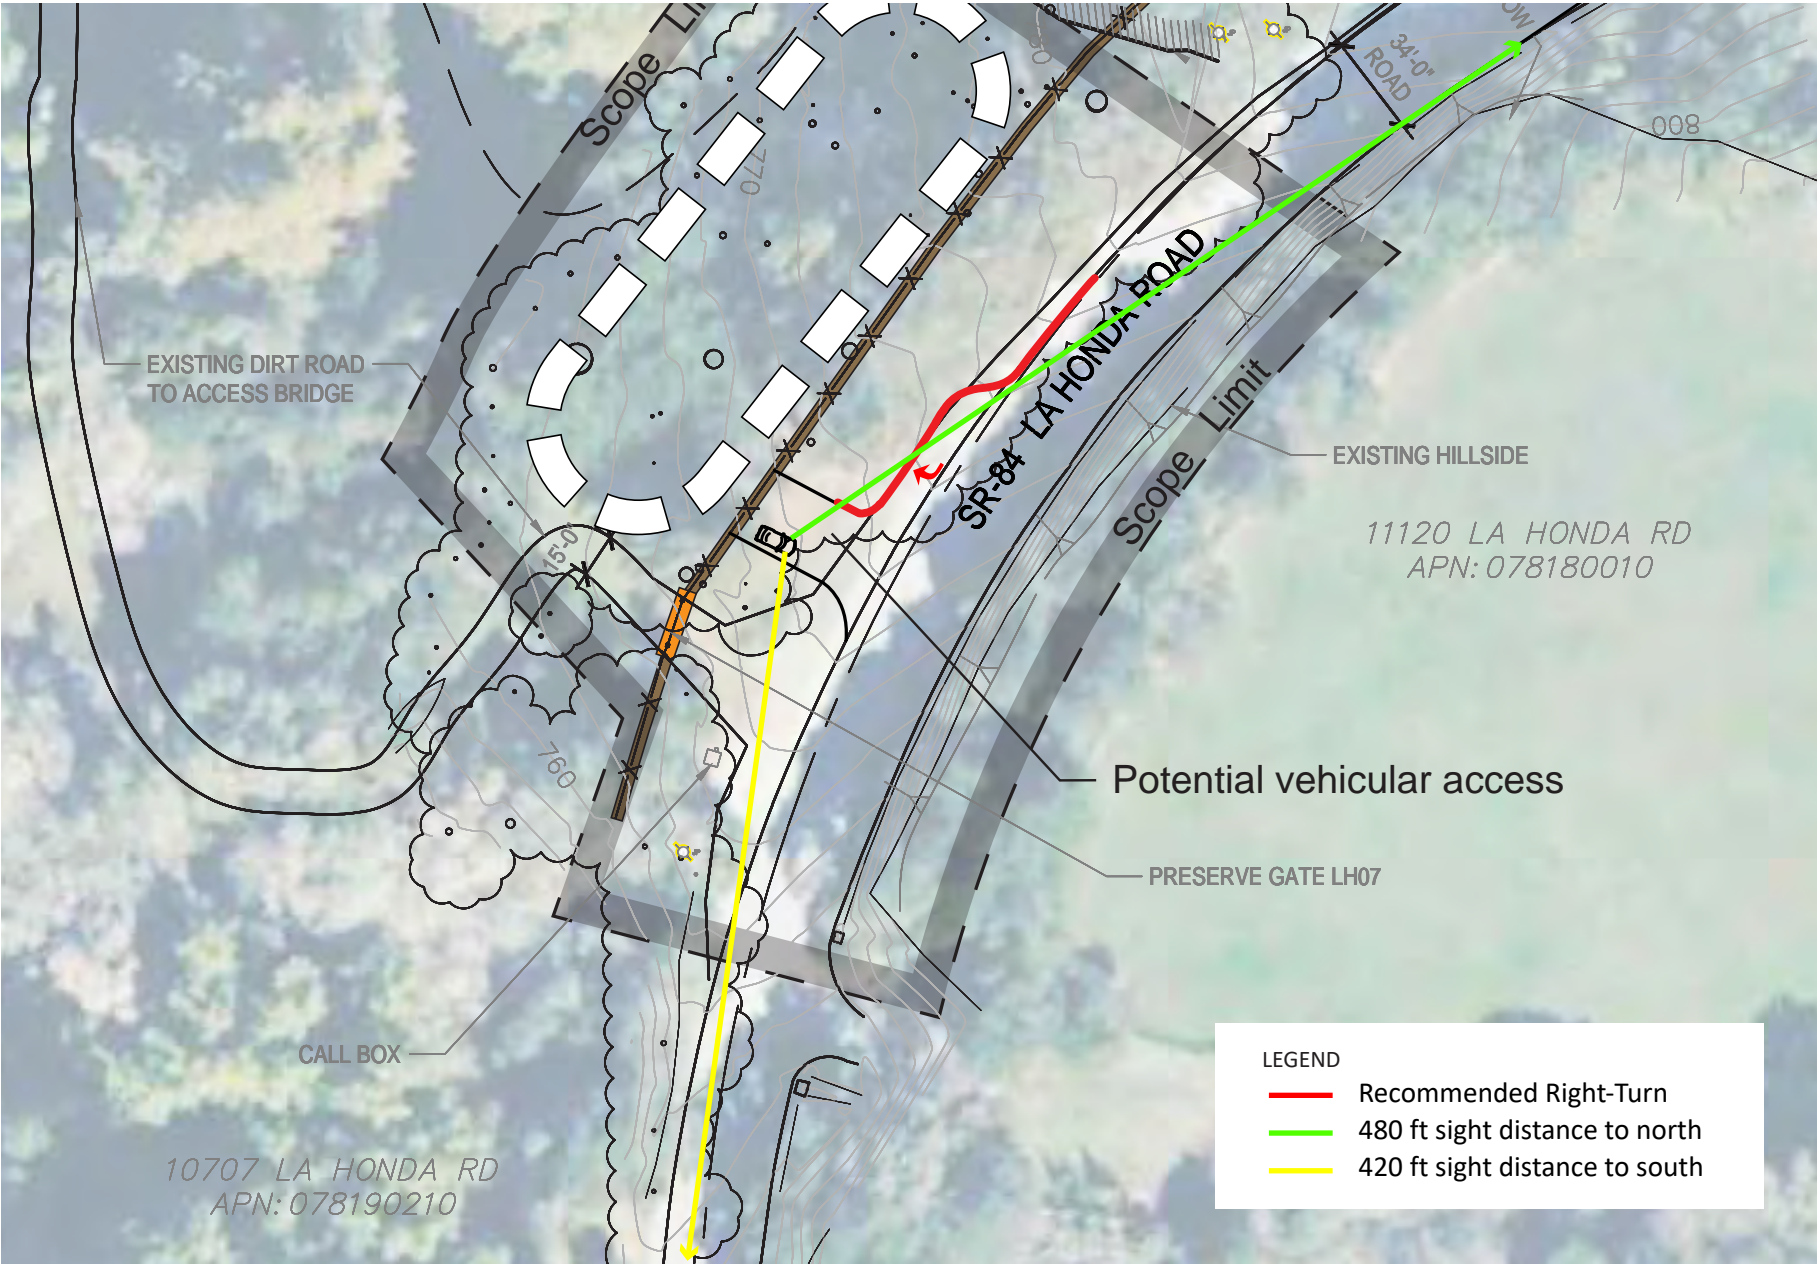 Scope
34'-0"
ROAD
800
770
EXISTING DIRT ROAD
TO ACCESS BRIDGE
SR-84 LA HONDA ROAD
Scope Limit
EXISTING HILLSIDE
11120 LA HONDA RD
APN: 078180010
15'-0"
760
Potential vehicular access
PRESERVE GATE LH07
CALL BOX
10707 LA HONDA RD
APN: 078190210
LEGEND
Recommended Right-Turn
480 ft sight distance to north
420 ft sight distance to south